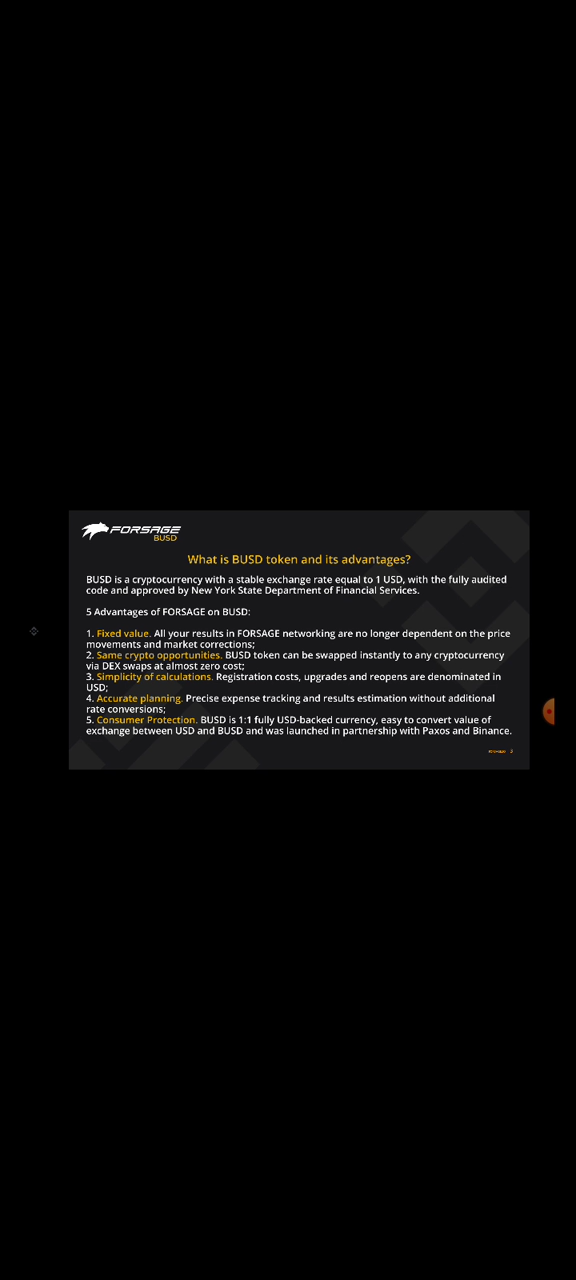 FORSAGE
BUSD
What is BUSD token and its advantages?
BUSD is a cryptocurrency with a stable exchange rate equal to 1 USD, with the fully audited
code and approved by New York State Department of Financial Services.
5 Advantages of FORSAGE on BUSD:
1. Fixed value. All your results in FORSAGE networking are no longer dependent on the price
movements and market corrections;
2. Same crypto opportunities. BUSD token can be swapped instantly to any cryptocurrency
via DEX swaps at almost zero cost;
3. Simplicity of calculations. Registration costs, upgrades and reopens are denominated in
USD;
4. Accurate planning. Precise expense tracking and results estimation without additional
rate conversions;
5. Consumer Protection. BUSD is 1:1 fully USD-backed currency, easy to convert value of
exchange between USD and BUSD and was launched in partnership with Paxos and Binance.
2